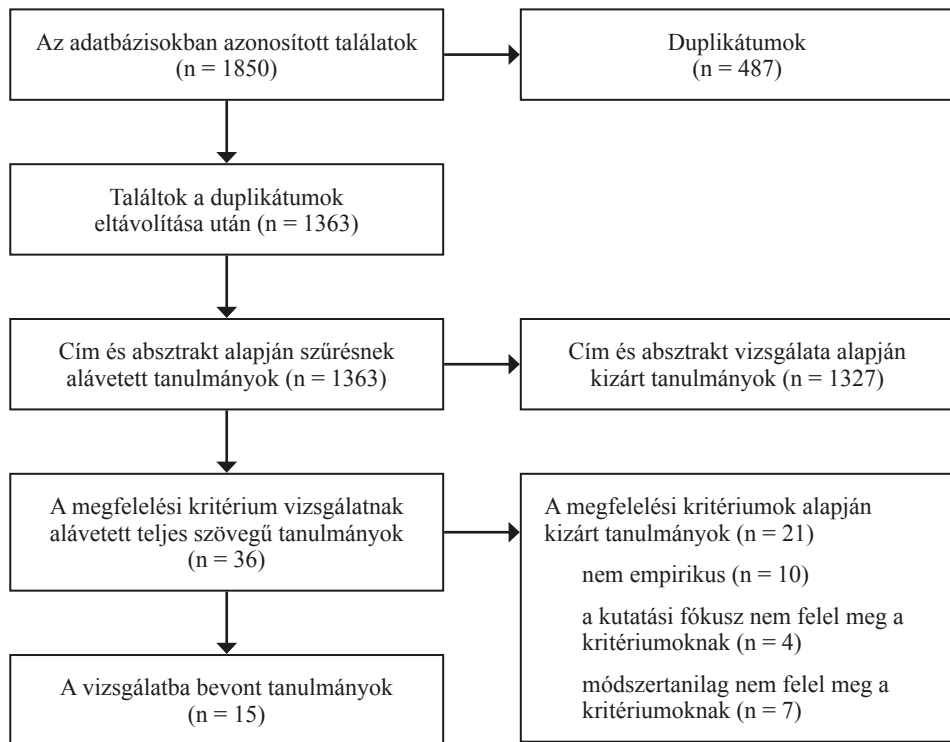 Az adatbázisokban azonosított találatok
(n = 1850)
Duplikátumok
(n = 487)
Találtok a duplikátumok
eltávolítása után (n = 1363)
Cím és absztrakt alapján szűrésnek
alávetett tanulmányok (n = 1363)
Cím és absztrakt vizsgálata alapján
kizárt tanulmányok (n = 1327)
A megfelelési kritérium vizsgálatnak
alávetett teljes szövegű tanulmányok
(n = 36)
A megfelelési kritériumok alapján
kizárt tanulmányok (n = 21)
nem empirikus (n = 10)
a kutatási fókusz nem felel meg a
kritériumoknak (n = 4)
módszertanilag nem felel meg a
kritériumoknak (n = 7)
A vizsgálatba bevont tanulmányok
(n = 15)